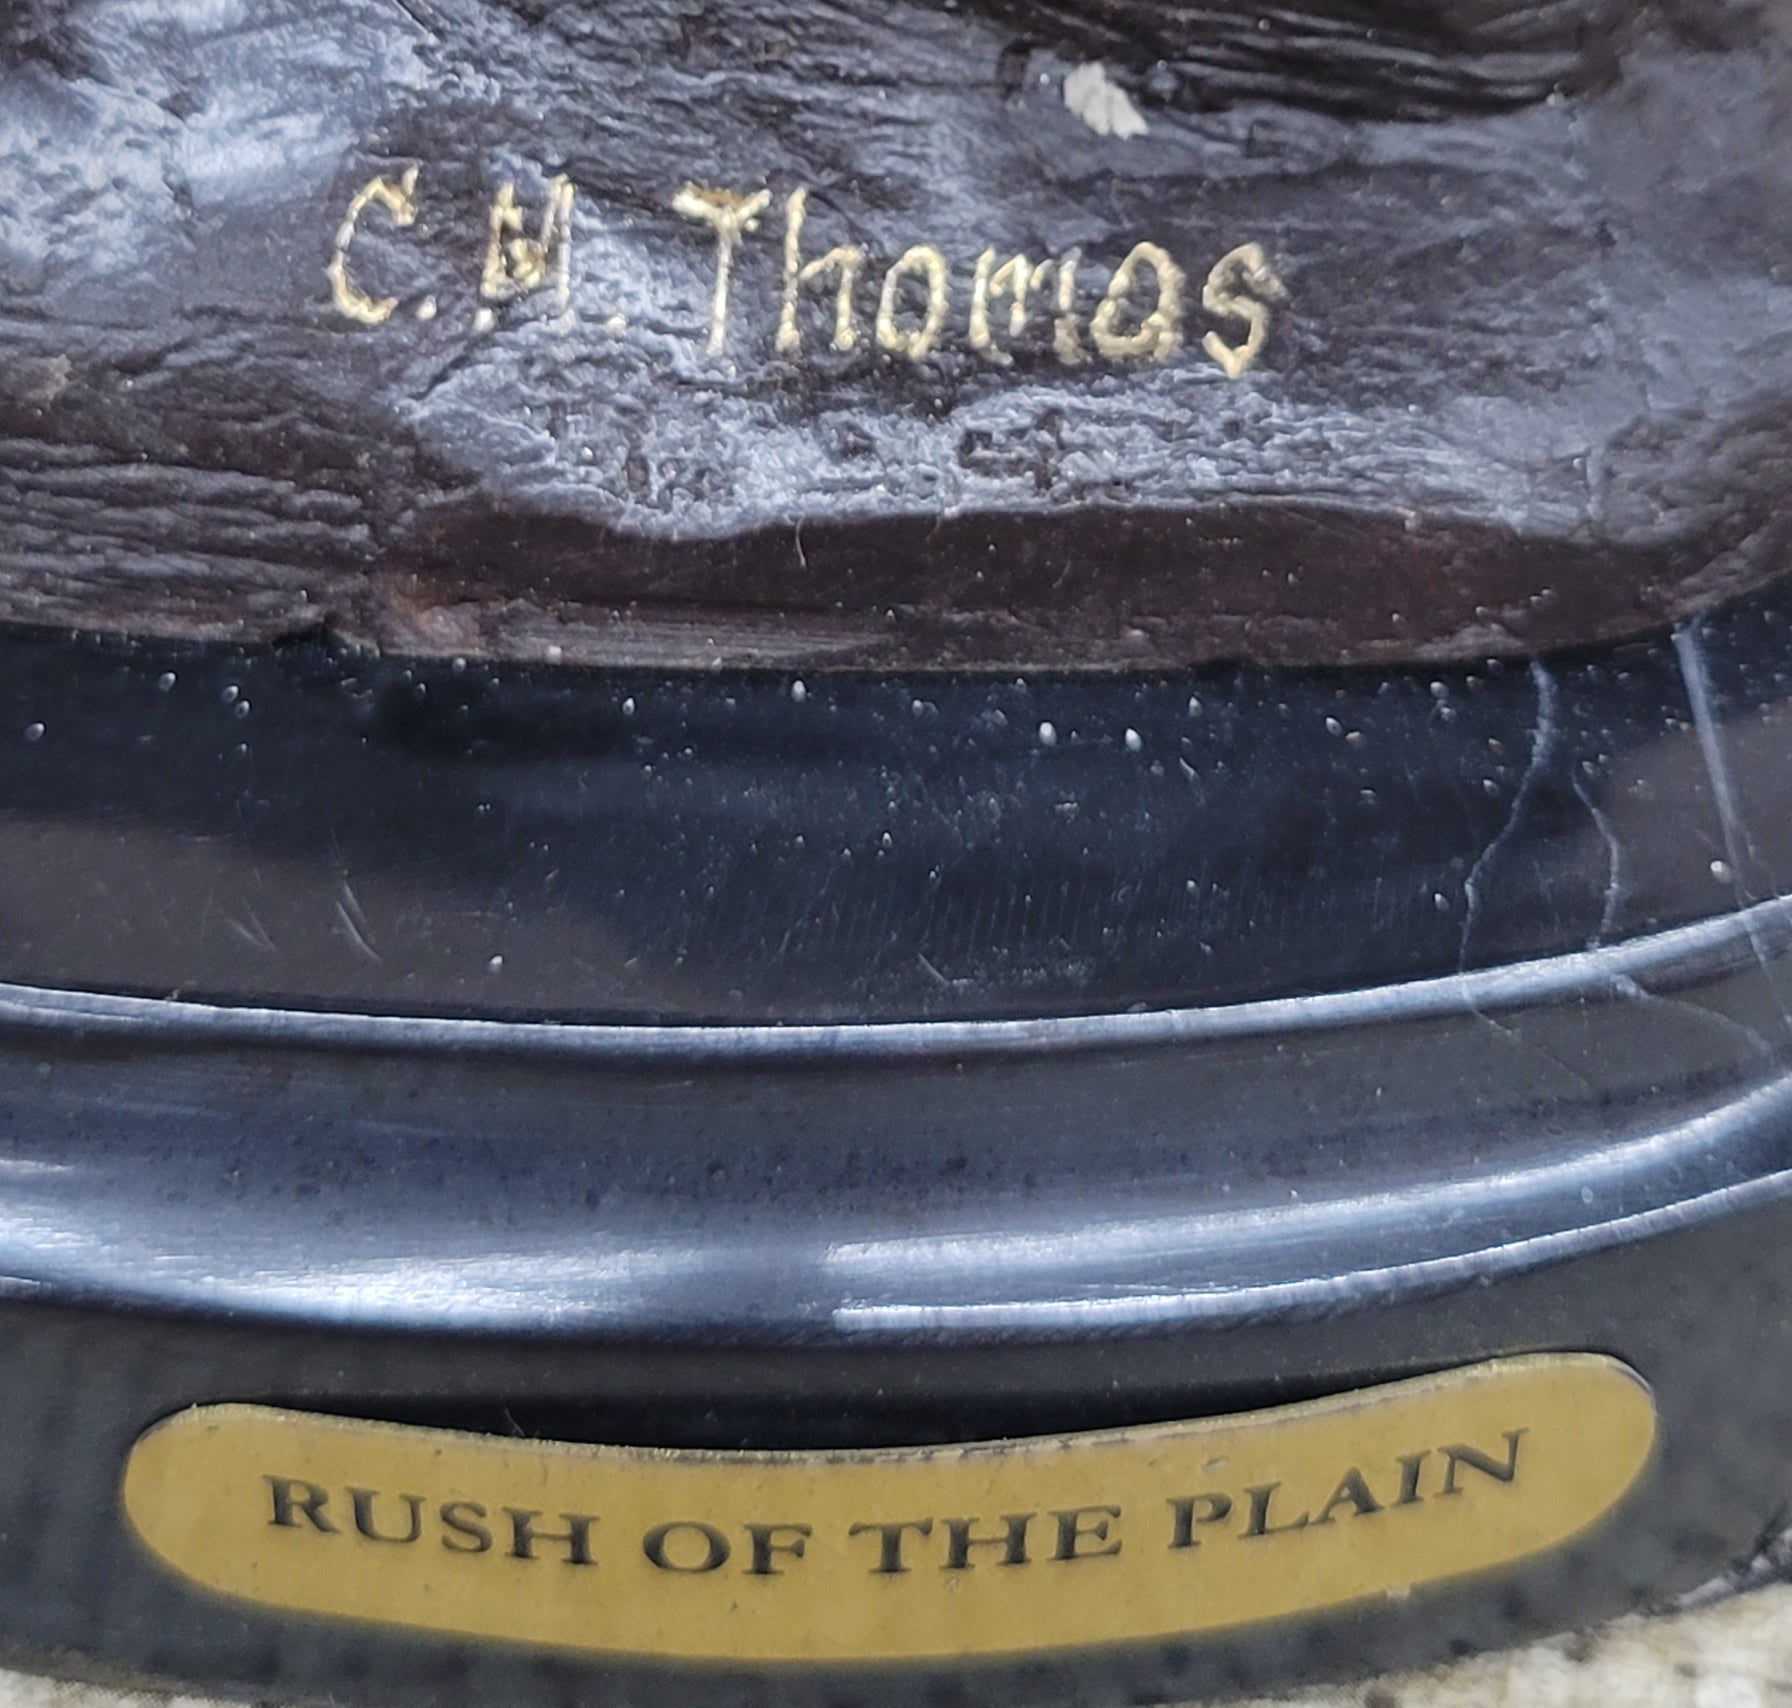 C.M. Thomas
RUSH OF THE PLAIN